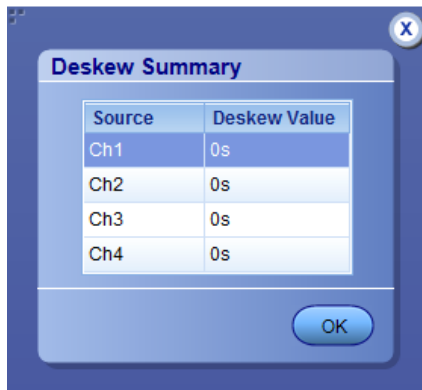 X
Deskew Summary
Source Deskew Value
Ch1 0s
Ch2 0s
Ch3 0s
Ch4 0s
OK